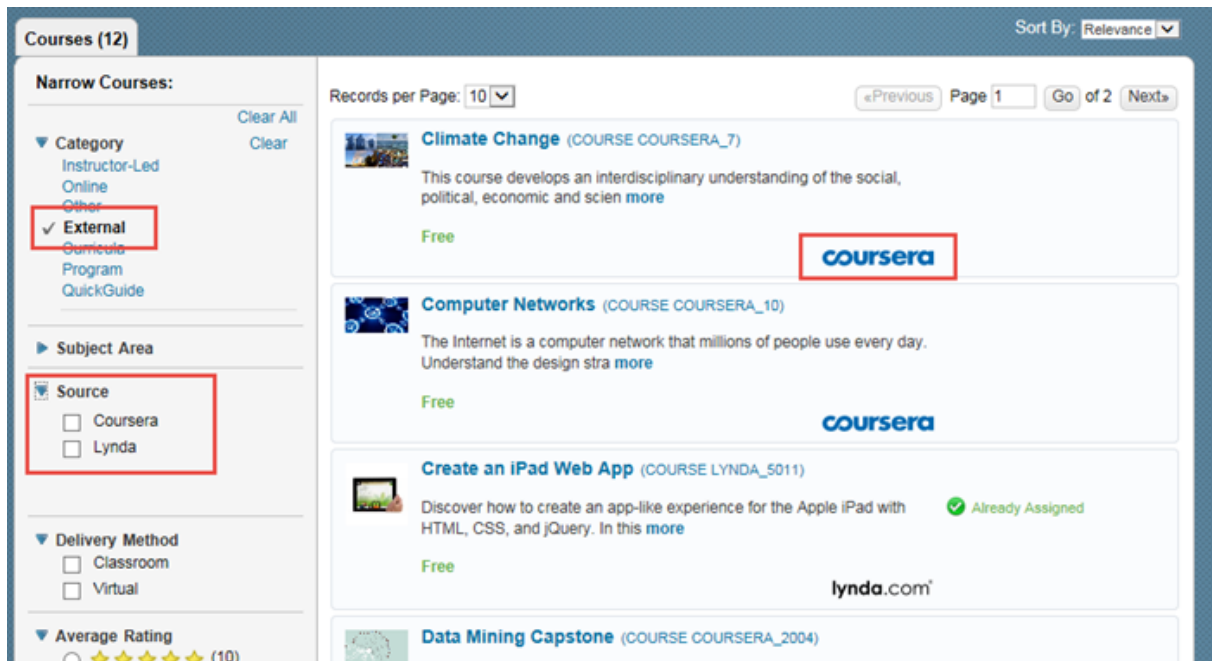 Courses (12)
Sort By: Relevance
Narrow Courses:
Clear All
Category Clear
Instructor-Led
Online
Other
✓ External
Curricula
Program
QuickGuide
Subject Area
Source
Coursera
Lynda
Delivery Method
Classroom
Virtual
Average Rating
(10)
Records per Page: 10
«Previous Page 1 Go of 2 Next»
Climate Change (COURSE COURSERA_7)
This course develops an interdisciplinary understanding of the social,
political, economic and scien more
Free
coursera
Computer Networks (COURSE COURSERA_10)
The Internet is a computer network that millions of people use every day.
Understand the design stra more
Free
coursera
Create an iPad Web App (COURSE LYNDA_5011)
Discover how to create an app-like experience for the Apple iPad with
HTML, CSS, and jQuery. In this more
Already Assigned
Free
lynda.com
Data Mining Capstone (COURSE COURSERA_2004)